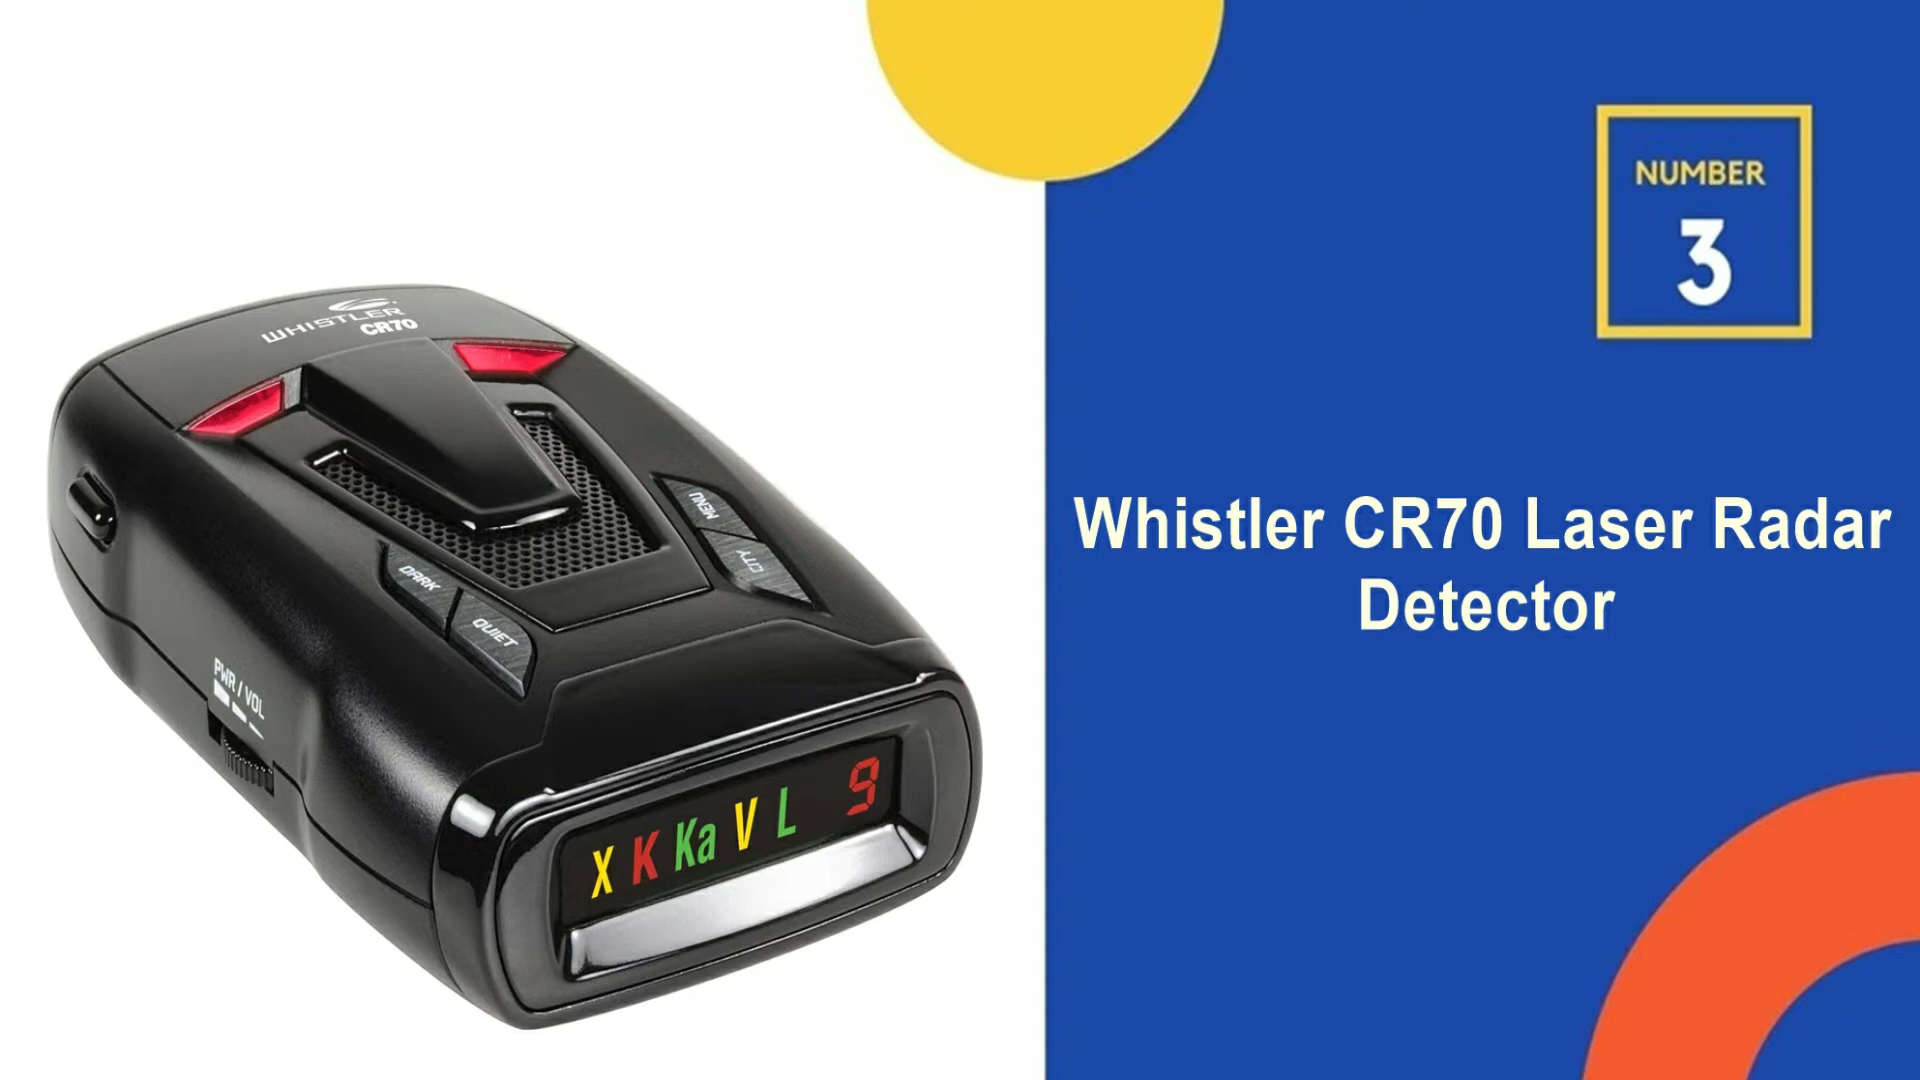 NUMBER
3
WHISTLER
CR70
MENU
CITY
DARK
QUIET
PWR / VOL
X K Ka V L 9
Whistler CR70 Laser Radar
Detector